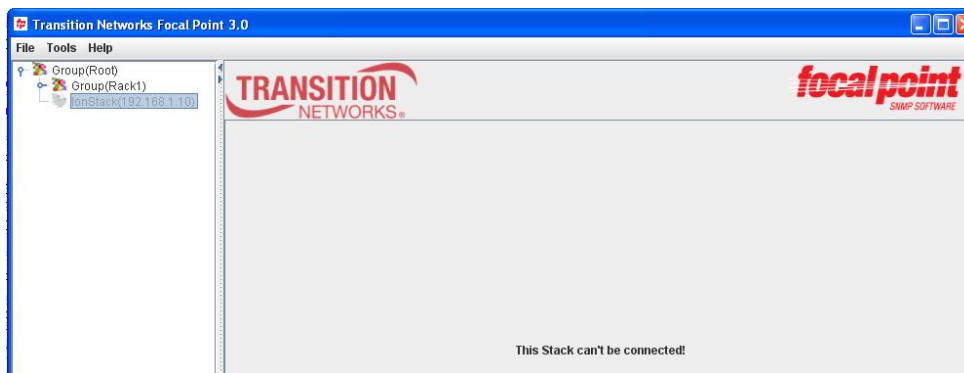 Transition Networks Focal Point 3.0
File Tools Help
Group(Root)
Group(Rack1)
IonStack(192.168.1.10)
TRANSITION
NETWORKS®
focal point
SNMP SOFTWARE
This Stack can't be connected!